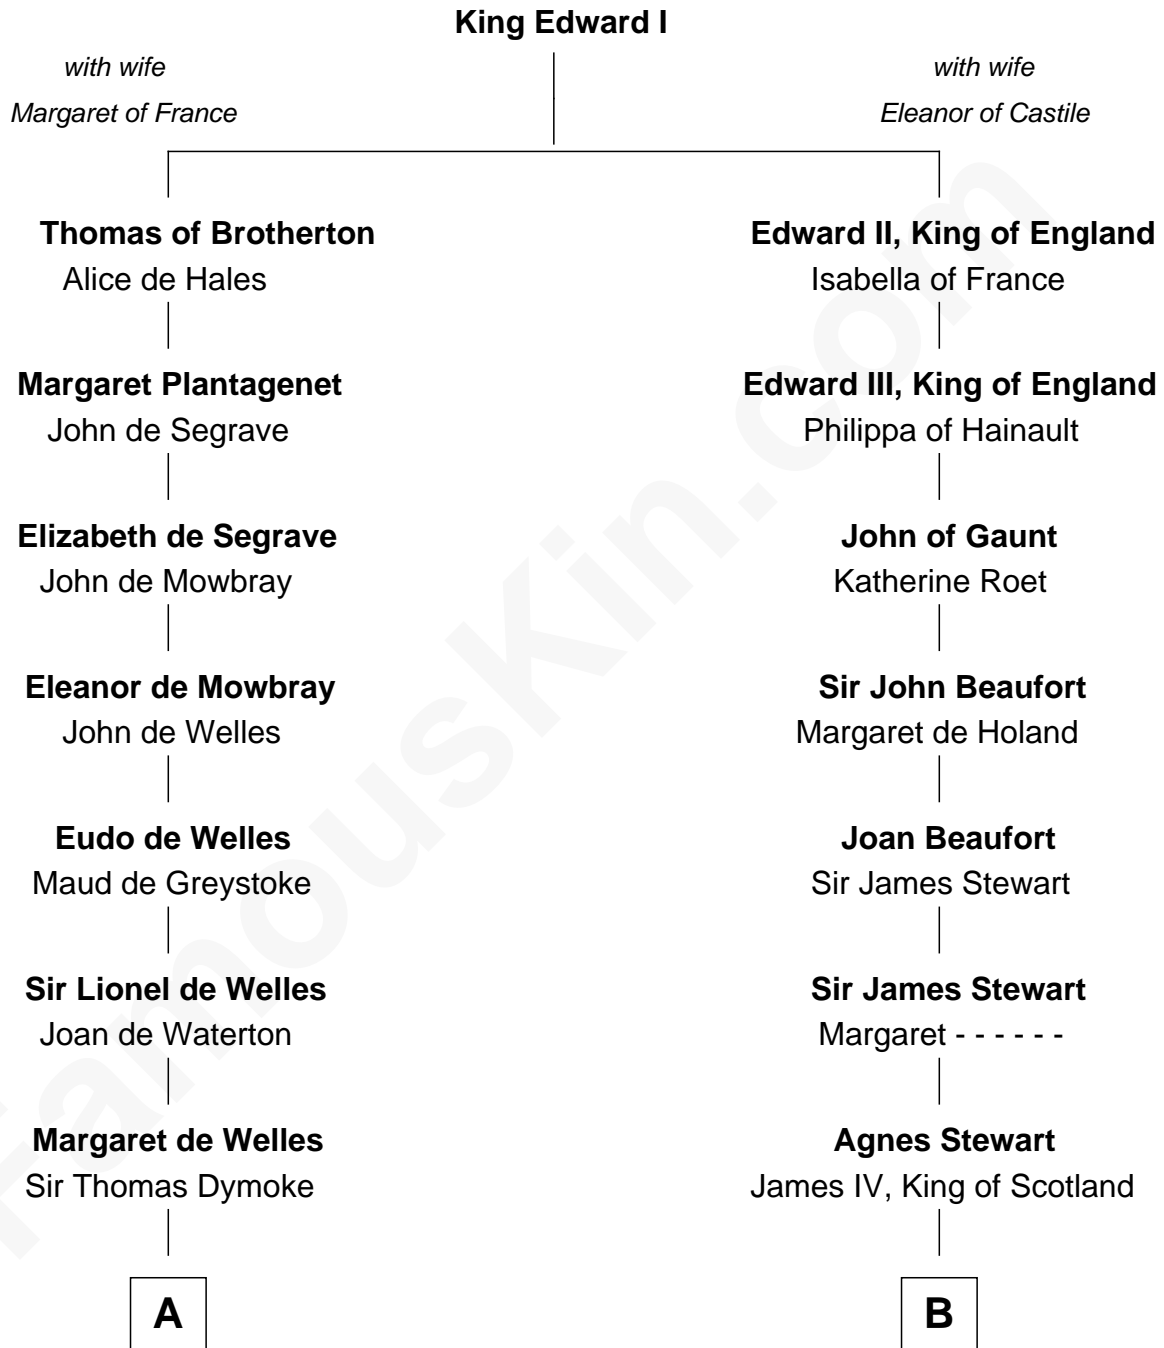 King Edward I
with wife
Margaret of France
with wife
Eleanor of Castile
Thomas of Brotherton
Alice de Hales
Edward II, King of England
Isabella of France
Margaret Plantagenet
John de Segrave
Edward III, King of England
Philippa of Hainault
Elizabeth de Segrave
John de Mowbray
John of Gaunt
Katherine Roet
Eleanor de Mowbray
John de Welles
Sir John Beaufort
Margaret de Holand
Eudo de Welles
Maud de Greystoke
Joan Beaufort
Sir James Stewart
Sir Lionel de Welles
Joan de Waterton
Sir James Stewart
Margaret - - - - - -
Margaret de Welles
Sir Thomas Dymoke
Agnes Stewart
James IV, King of Scotland
A
B
FamousKin.com